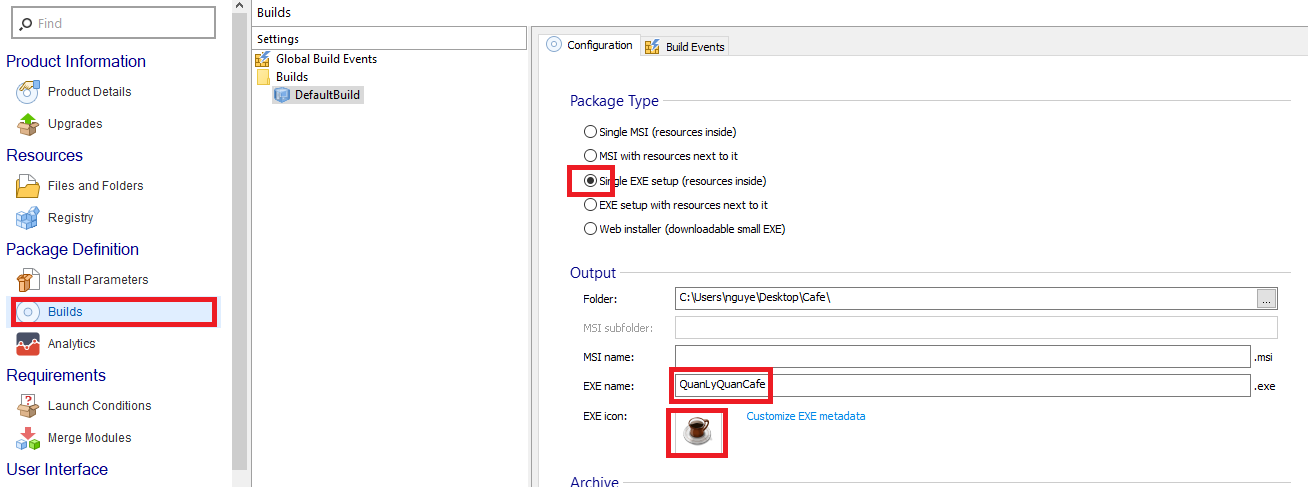 Find
Product Information
Product Details
Upgrades
Resources
Files and Folders
Registry
Package Definition
Install Parameters
Builds
Analytics
Requirements
Launch Conditions
Merge Modules
User Interface
Builds
Settings
Global Build Events
Builds
DefaultBuild
Configuration
Build Events
Package Type
Single MSI (resources inside)
MSI with resources next to it
Single EXE setup (resources inside)
EXE setup with resources next to it
Web installer (downloadable small EXE)
Output
Folder: C:\Users\nguye\Desktop\Cafe\ ...
MSI subfolder:
MSI name: .msi
EXE name: QuanLyQuanCafe .exe
EXE icon: Customize EXE metadata
Archive